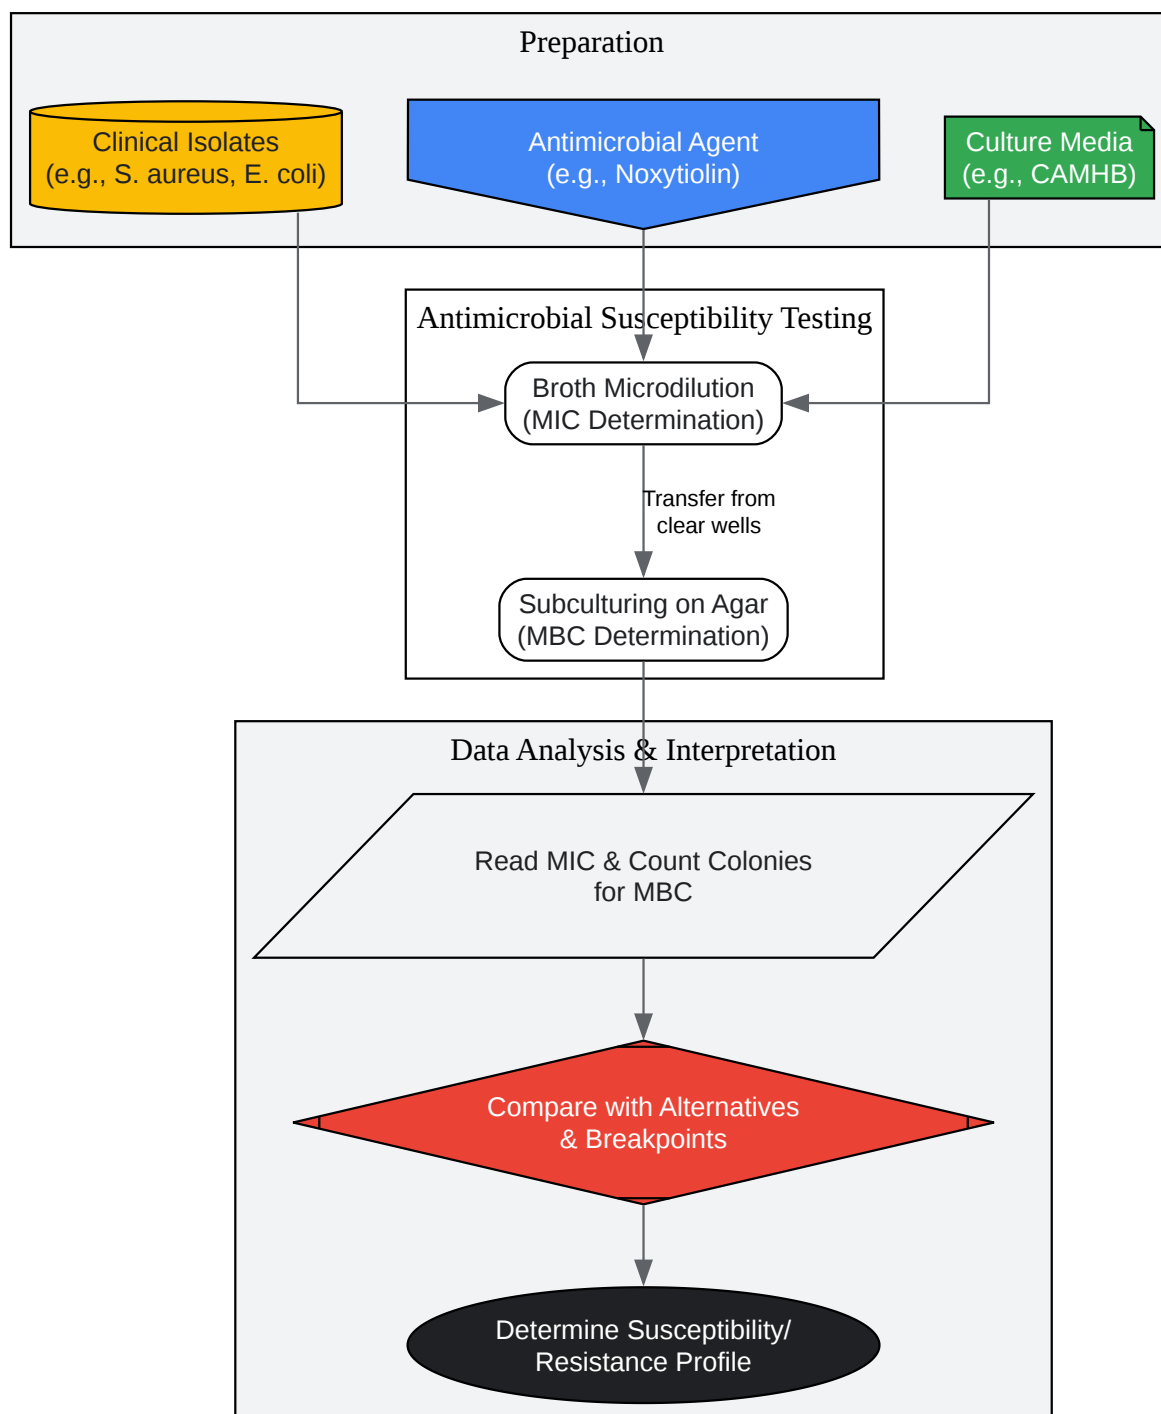 Preparation
Clinical Isolates
(e.g., S. aureus, E. coli)
Antimicrobial Agent
(e.g., Noxytiolin)
Culture Media
(e.g., CAMHB)
Antimicrobial Susceptibility Testing
Broth Microdilution
(MIC Determination)
Transfer from
clear wells
Subculturing on Agar
(MBC Determination)
Data Analysis & Interpretation
Read MIC & Count Colonies
for MBC
Compare with Alternatives
& Breakpoints
Determine Susceptibility/
Resistance Profile